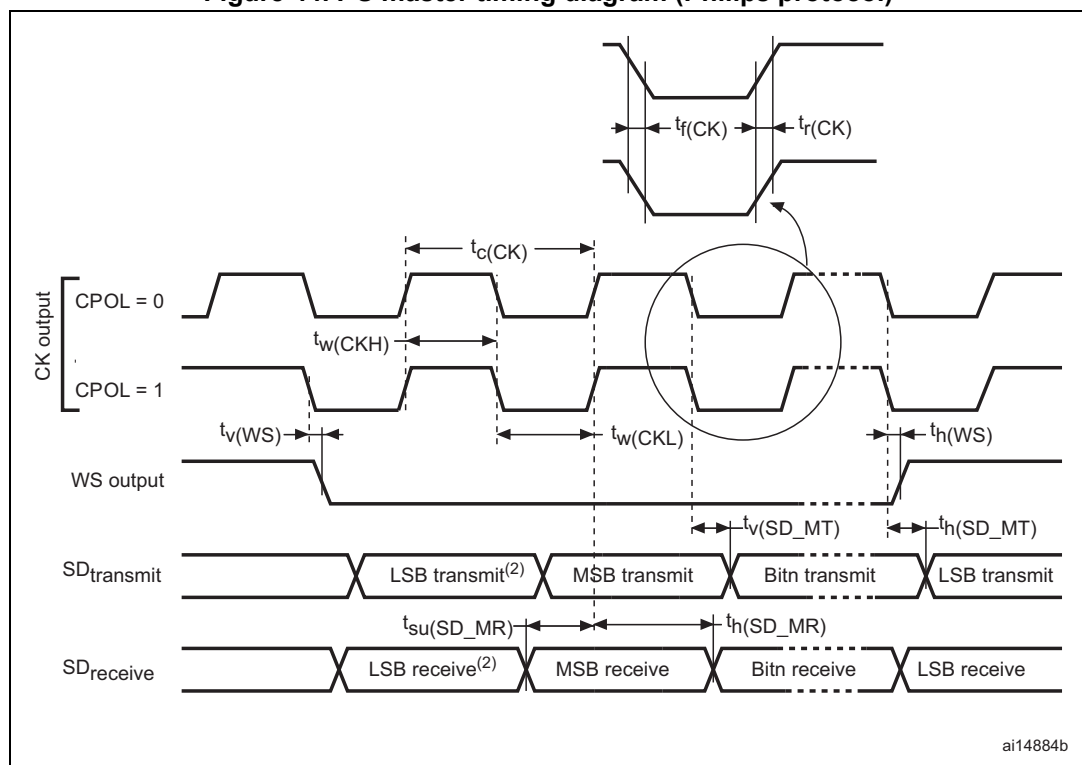 Figure master timing diagram (Philips protocol)
tf(CK)
tr(CK)
tc(CK)
CK output
CPOL = 0
tw(CKH)
CPOL = 1
tv(WS)
tw(CKL)
th(WS)
WS output
tv(SD_MT)
th(SD_MT)
SDtransmit
LSB transmit(2)
MSB transmit
Bitn transmit
LSB transmit
tsu(SD_MR)
th(SD_MR)
SDreceive
LSB receive(2)
MSB receive
Bitn receive
LSB receive
ai14884b